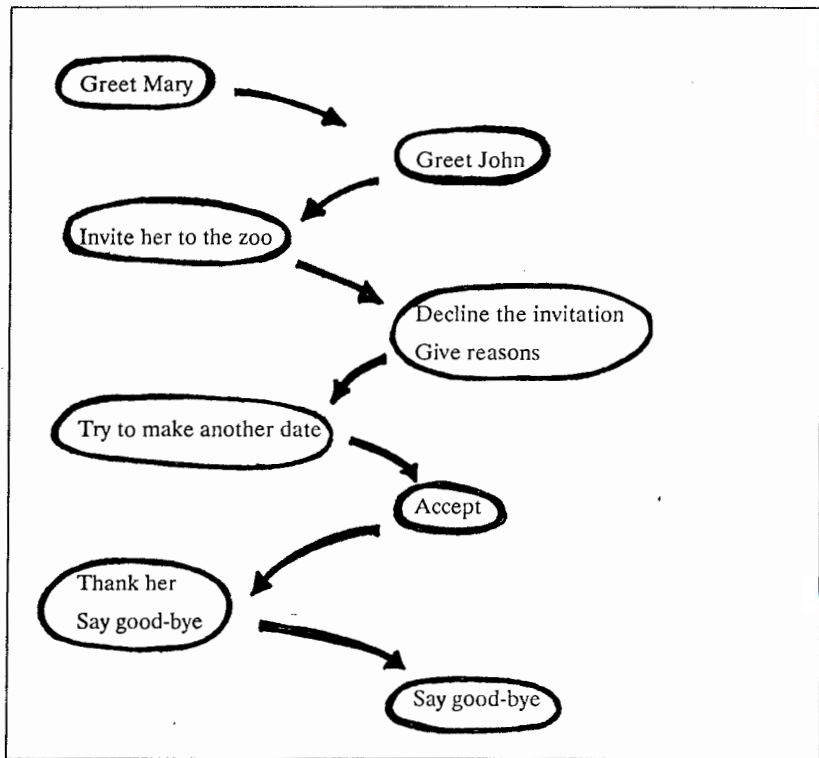 Greet Mary
Greet John
Invite her to the zoo
Decline the invitation
Give reasons
Try to make another date
Accept
Thank her
Say good-bye
Say good-bye